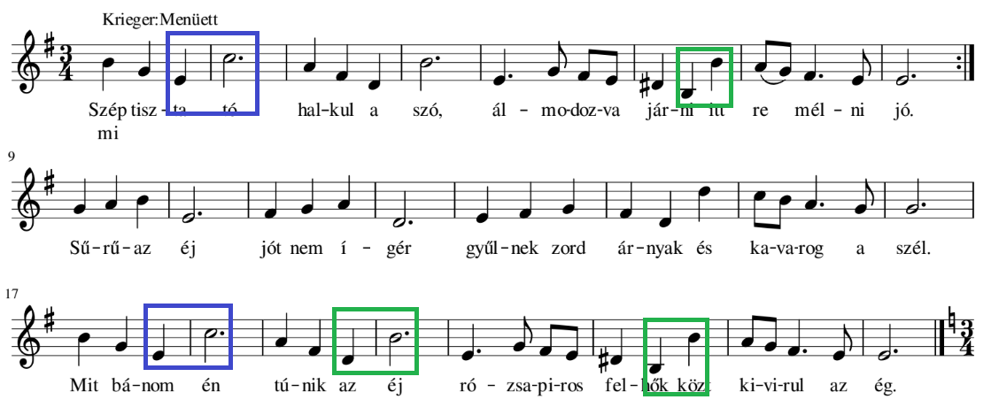 Krieger:Menüett
3
4
Szép tisz - ta tó hal-kul a szó, ál - mo-doz-va jár-ni itt re mél - ni jó.
mi
9
Sű-rű-az éj jót nem í - gér gyűl-nek zord ár-nyak és ka-va-rog a szél.
17
3
4
Mit bá-nom én tú-nik az éj ró - zsa-pi-ros fel-hők közt ki-vi-rul az ég.